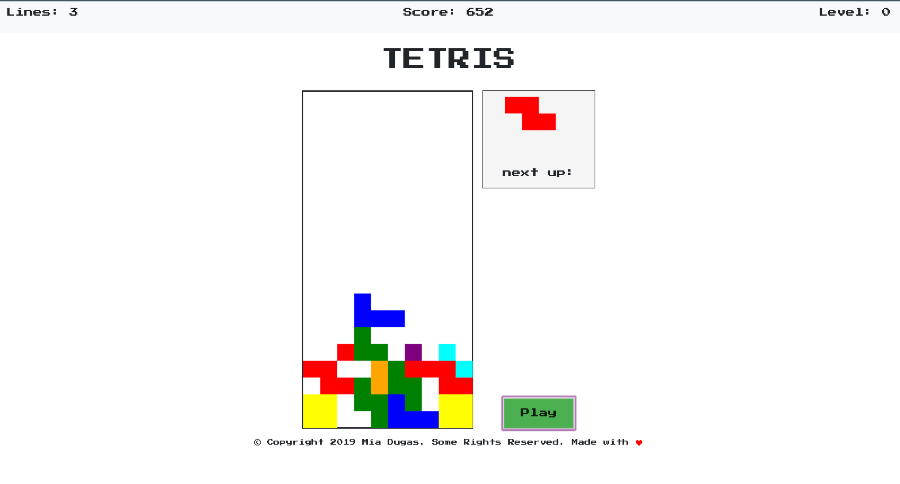 Lines: 3
Score: 652
Level: 0
TETRIS
next up:
Play
© Copyright 2019 Mia Dugas. Some Rights Reserved. Made with ♥